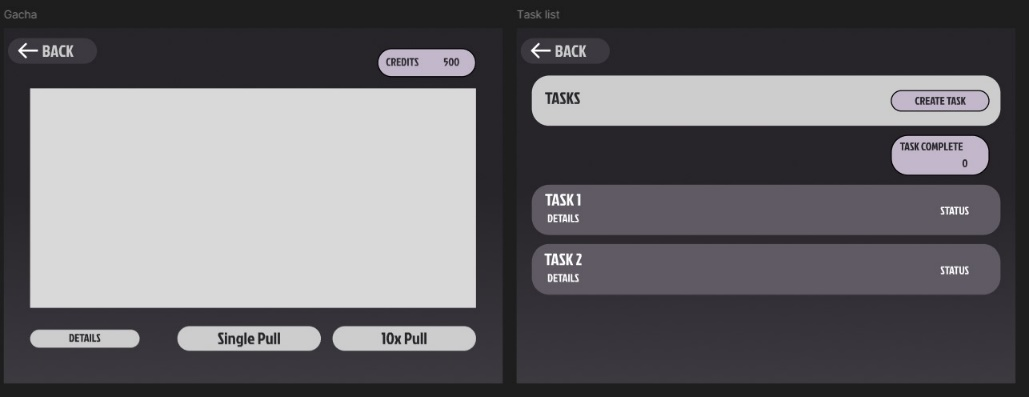 Gacha
BACK
CREDITS 500
DETAILS
Single Pull
10x Pull
Task list
BACK
TASKS
CREATE TASK
TASK COMPLETE
0
TASK 1
DETAILS
STATUS
TASK 2
DETAILS
STATUS